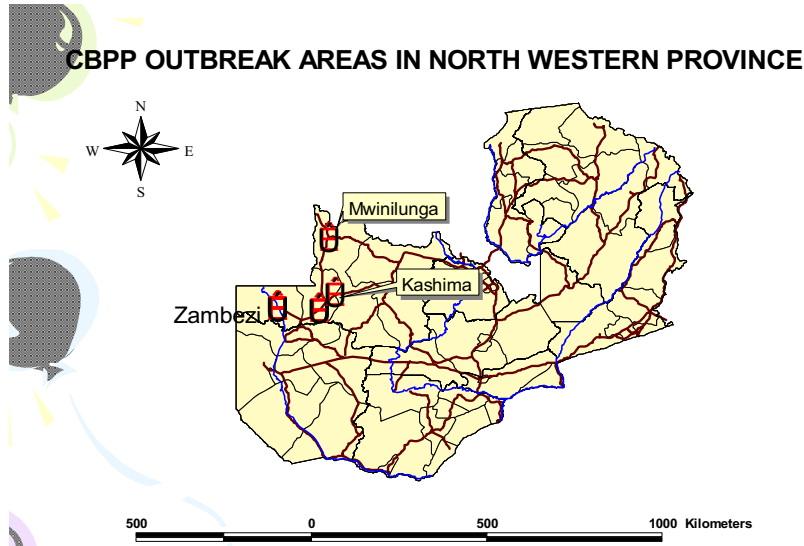 CBPP OUTBREAK AREAS IN NORTH WESTERN PROVINCE
N
W E
S
Mwinilunga
Kashima
Zambezi
500 0 500 1000 Kilometers